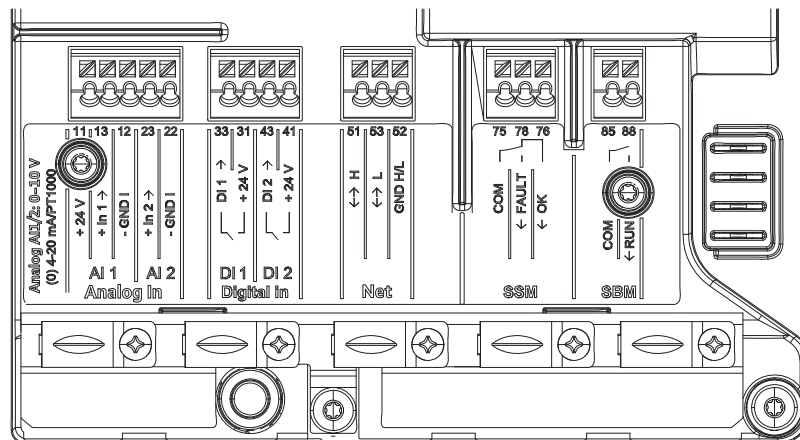 11 13 12 23 22
33 31 43 41
51 53 52
75 78 76
85 88
Analog AI1/2: 0-10 V
(0) 4-20 mA/PT1000
+ 24 V
+ In 1 →
- GND I
+ In 2 →
- GND I
AI 1 AI 2
Analog In
DI 1 →
+ 24 V
DI 2 →
+ 24 V
DI 1 DI 2
Digital in
↔ H
↔ L
GND H/L
Net
COM
← FAULT
← OK
SSM
COM
← RUN
SBM